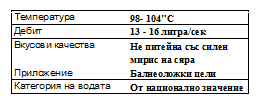 Температура 98- 104"С
Дебит 13 - 16 литра/сек
Вкусови качества Не питейна със силен
мирис на сяра
Приложение Балнеоложки цели
Категория на водата От национално значение